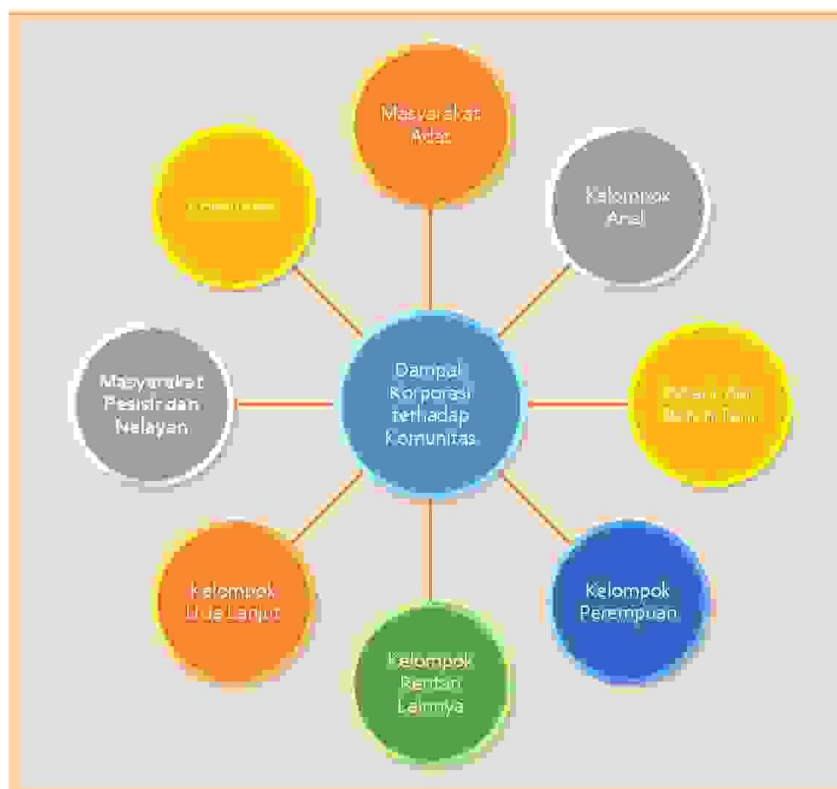 Masyarakat
Adat
Kelompok
Anak
Dampak
Korporasi
terhadap
Komunitas
Masyarakat
Pesisir dan
Nelayan
Kelompok
Perempuan
Kelompok
Usia Lanjut
Kelompok
Rentan
Lainnya